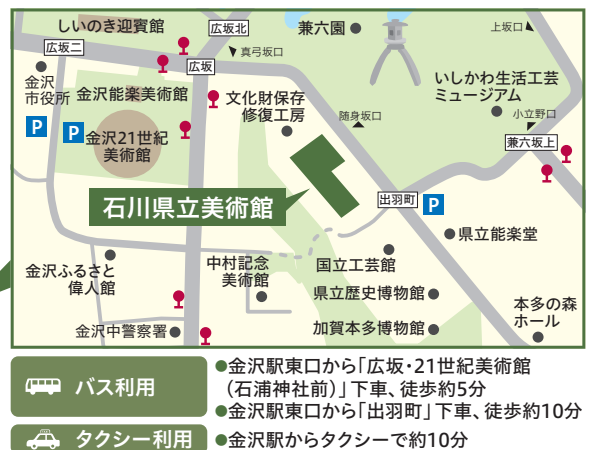 しいのき迎賓館
広坂北
兼六園
上坂口
広坂二
真弓坂口
広坂
金沢
市役所
金沢能楽美術館
文化財保存
修復工房
いしかわ生活工芸
ミュージアム
随身坂口
小立野口
P
P
金沢21世紀
美術館
兼六坂上
石川県立美術館
出羽町
P
県立能楽堂
金沢ふるさと
偉人館
中村記念
美術館
国立工芸館
県立歴史博物館
本多の森
ホール
金沢中警察署
加賀本多博物館
バス利用
●金沢駅東口から「広坂・21世紀美術館
(石浦神社前)」下車、徒歩約5分
●金沢駅東口から「出羽町」下車、徒歩約10分
タクシー利用
●金沢駅からタクシーで約10分